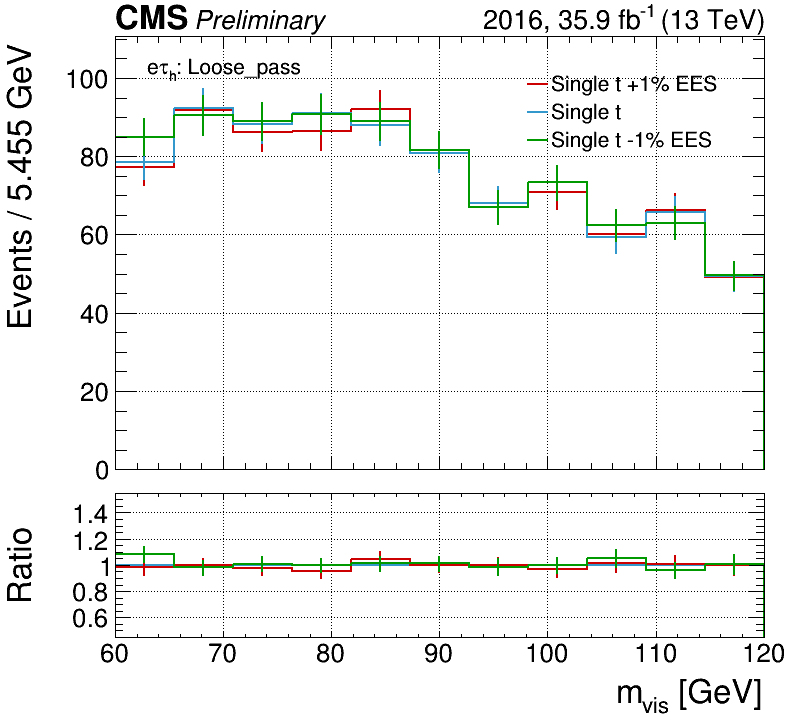 CMS Preliminary 2016, 35.9 fb⁻¹ (13 TeV)
eτₕ: Loose_pass
Single t +1% EES
Single t
Single t -1% EES
Events / 5.455 GeV
100
80
60
40
20
0
Ratio
1.4
1.2
1
0.8
0.6
60 70 80 90 100 110 120
m_vis [GeV]